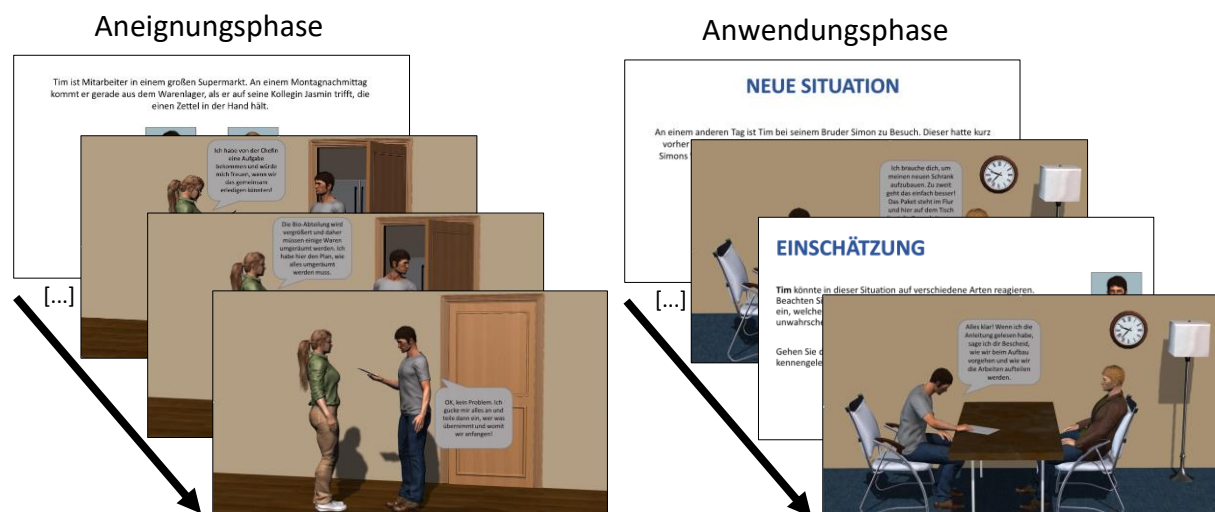 Aneignungsphase
Tim ist Mitarbeiter in einem großen Supermarkt. An einem Montagnachmittag
kommt er gerade aus dem Warenlager, als er auf seine Kollegin Jasmin trifft, die
einen Zettel in der Hand hält.
Ich habe von der Chefin
eine Aufgabe
bekommen und würde
mich freuen, wenn wir
das gemeinsam
erledigen könnten!
Die Bio-Abteilung wird
vergrößert und daher
müssen einige Waren
umgeräumt werden. Ich
habe hier den Plan, wie
alles umgeräumt
werden muss.
[...]
OK, kein Problem. Ich
gucke mir alles an und
teile dann ein, wer was
übernimmt und womit
wir anfangen!
Anwendungsphase
NEUE SITUATION
An einem anderen Tag ist Tim bei seinem Bruder Simon zu Besuch. Dieser hatte kurz
vorher
Simons
Ich brauche dich, um
meinen neuen Schrank
aufzubauen. Zu zweit
geht das einfach besser!
Das Paket steht im Flur
und hier auf dem Tisch
EINSCHÄTZUNG
[...]
Tim könnte in dieser Situation auf verschiedene Arten reagieren.
Beachten
ein, welche
Gehen Sie
Alles klar! Wenn ich die
Anleitung gelesen habe,
sage ich dir Bescheid,
wie wir beim Aufbau
vorgehen und wie wir
die Arbeiten aufteilen
werden.